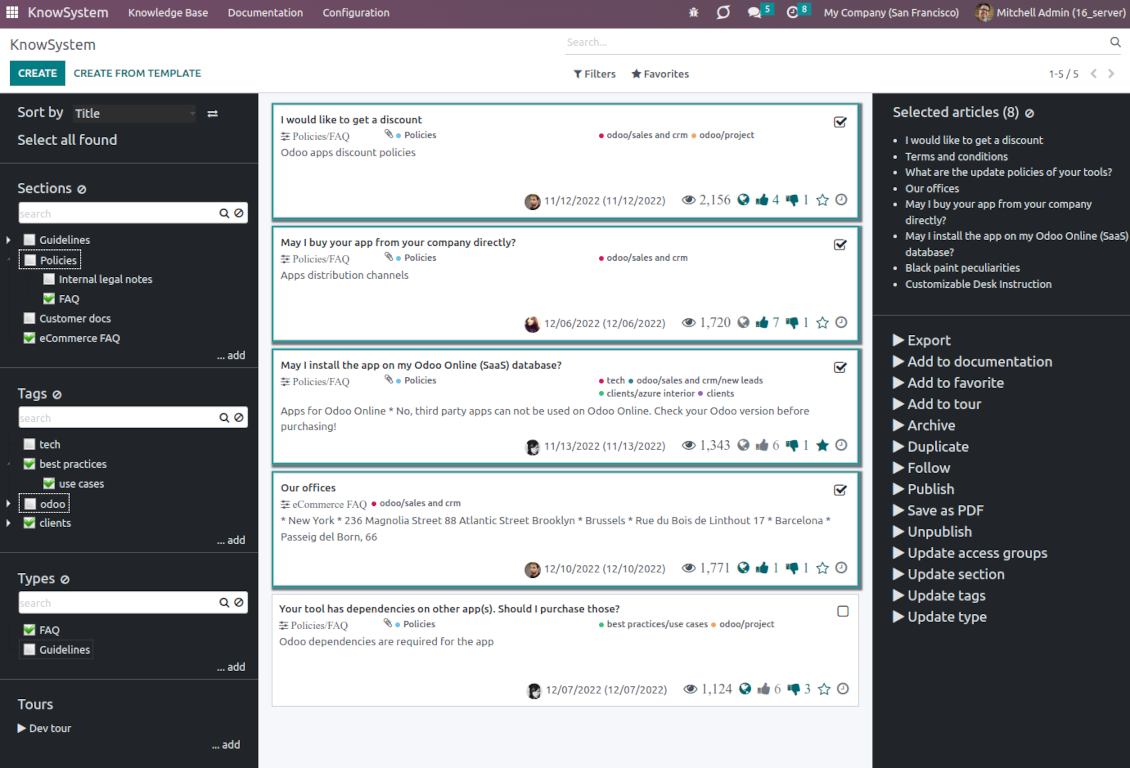 KnowSystem Knowledge Base Documentation Configuration 5 8 My Company (San Francisco) Mitchell Admin (16_server)
KnowSystem
Search...
CREATE CREATE FROM TEMPLATE
Filters Favorites
1-5 / 5
Sort by Title
Select all found
Sections
search
Guidelines
Policies
Internal legal notes
FAQ
Customer docs
eCommerce FAQ
... add
Tags
search
tech
best practices
use cases
odoo
clients
... add
Types
search
FAQ
Guidelines
... add
Tours
Dev tour
... add
I would like to get a discount
Policies/FAQ Policies odoo/sales and crm odoo/project
Odoo apps discount policies
11/12/2022 (11/12/2022) 2,156 4 1
May I buy your app from your company directly?
Policies/FAQ Policies odoo/sales and crm
Apps distribution channels
12/06/2022 (12/06/2022) 1,720 7 1
May I install the app on my Odoo Online (SaaS) database?
Policies/FAQ Policies tech odoo/sales and crm/new leads
clients/azure interior clients
Apps for Odoo Online * No, third party apps can not be used on Odoo Online. Check your Odoo version before
purchasing!
11/13/2022 (11/13/2022) 1,343 6 1
Our offices
eCommerce FAQ odoo/sales and crm
* New York * 236 Magnolia Street 88 Atlantic Street Brooklyn * Brussels * Rue du Bois de Linthout 17 * Barcelona *
Passeig del Born, 66
12/10/2022 (12/10/2022) 1,771 1 1
Your tool has dependencies on other app(s). Should I purchase those?
Policies/FAQ Policies best practices/use cases odoo/project
Odoo dependencies are required for the app
12/07/2022 (12/07/2022) 1,124 6 3
Selected articles (8)
I would like to get a discount
Terms and conditions
What are the update policies of your tools?
Our offices
May I buy your app from your company
directly?
May I install the app on my Odoo Online (SaaS)
database?
Black paint peculiarities
Customizable Desk Instruction
Export
Add to documentation
Add to favorite
Add to tour
Archive
Duplicate
Follow
Publish
Save as PDF
Unpublish
Update access groups
Update section
Update tags
Update type